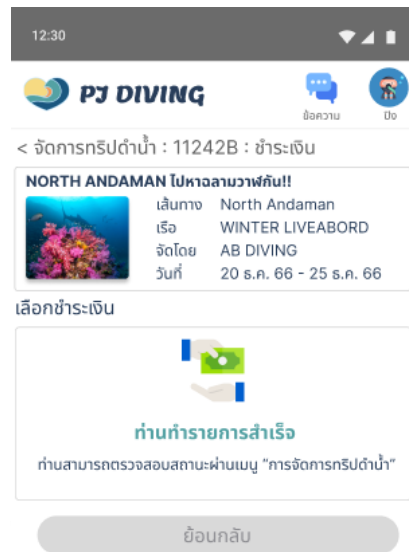 12:30
PJ DIVING
ข้อความ
ปิง
< จัดการทริปดำน้ำ : 11242B : ชำระเงิน
NORTH ANDAMAN ไปหาฉลามวาฬกัน!!
เส้นทาง North Andaman
เรือ WINTER LIVEABORD
จัดโดย AB DIVING
วันที่ 20 ธ.ค. 66 - 25 ธ.ค. 66
เลือกชำระเงิน
ท่านทำรายการสำเร็จ
ท่านสามารถตรวจสอบสถานะผ่านเมนู “การจัดการทริปดำน้ำ”
ย้อนกลับ